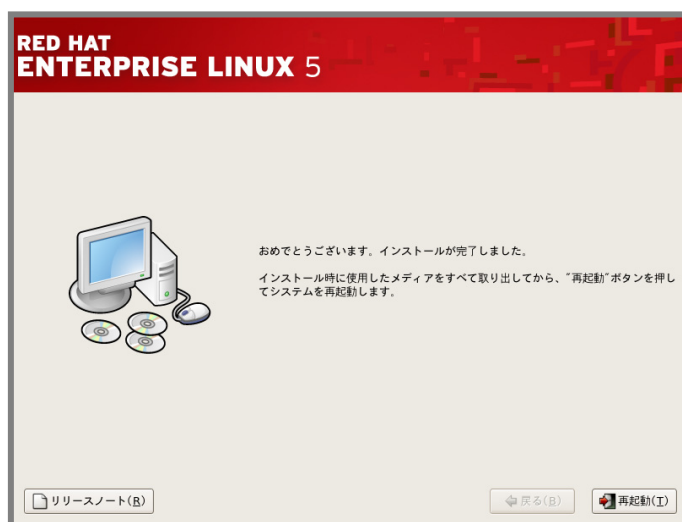 RED HAT
ENTERPRISE LINUX 5
おめでとうございます。インストールが完了しました。
インストール時に使用したメディアをすべて取り出してから、"再起動"ボタンを押し
てシステムを再起動します。
リリースノート(R)
戻る(B)
再起動(T)